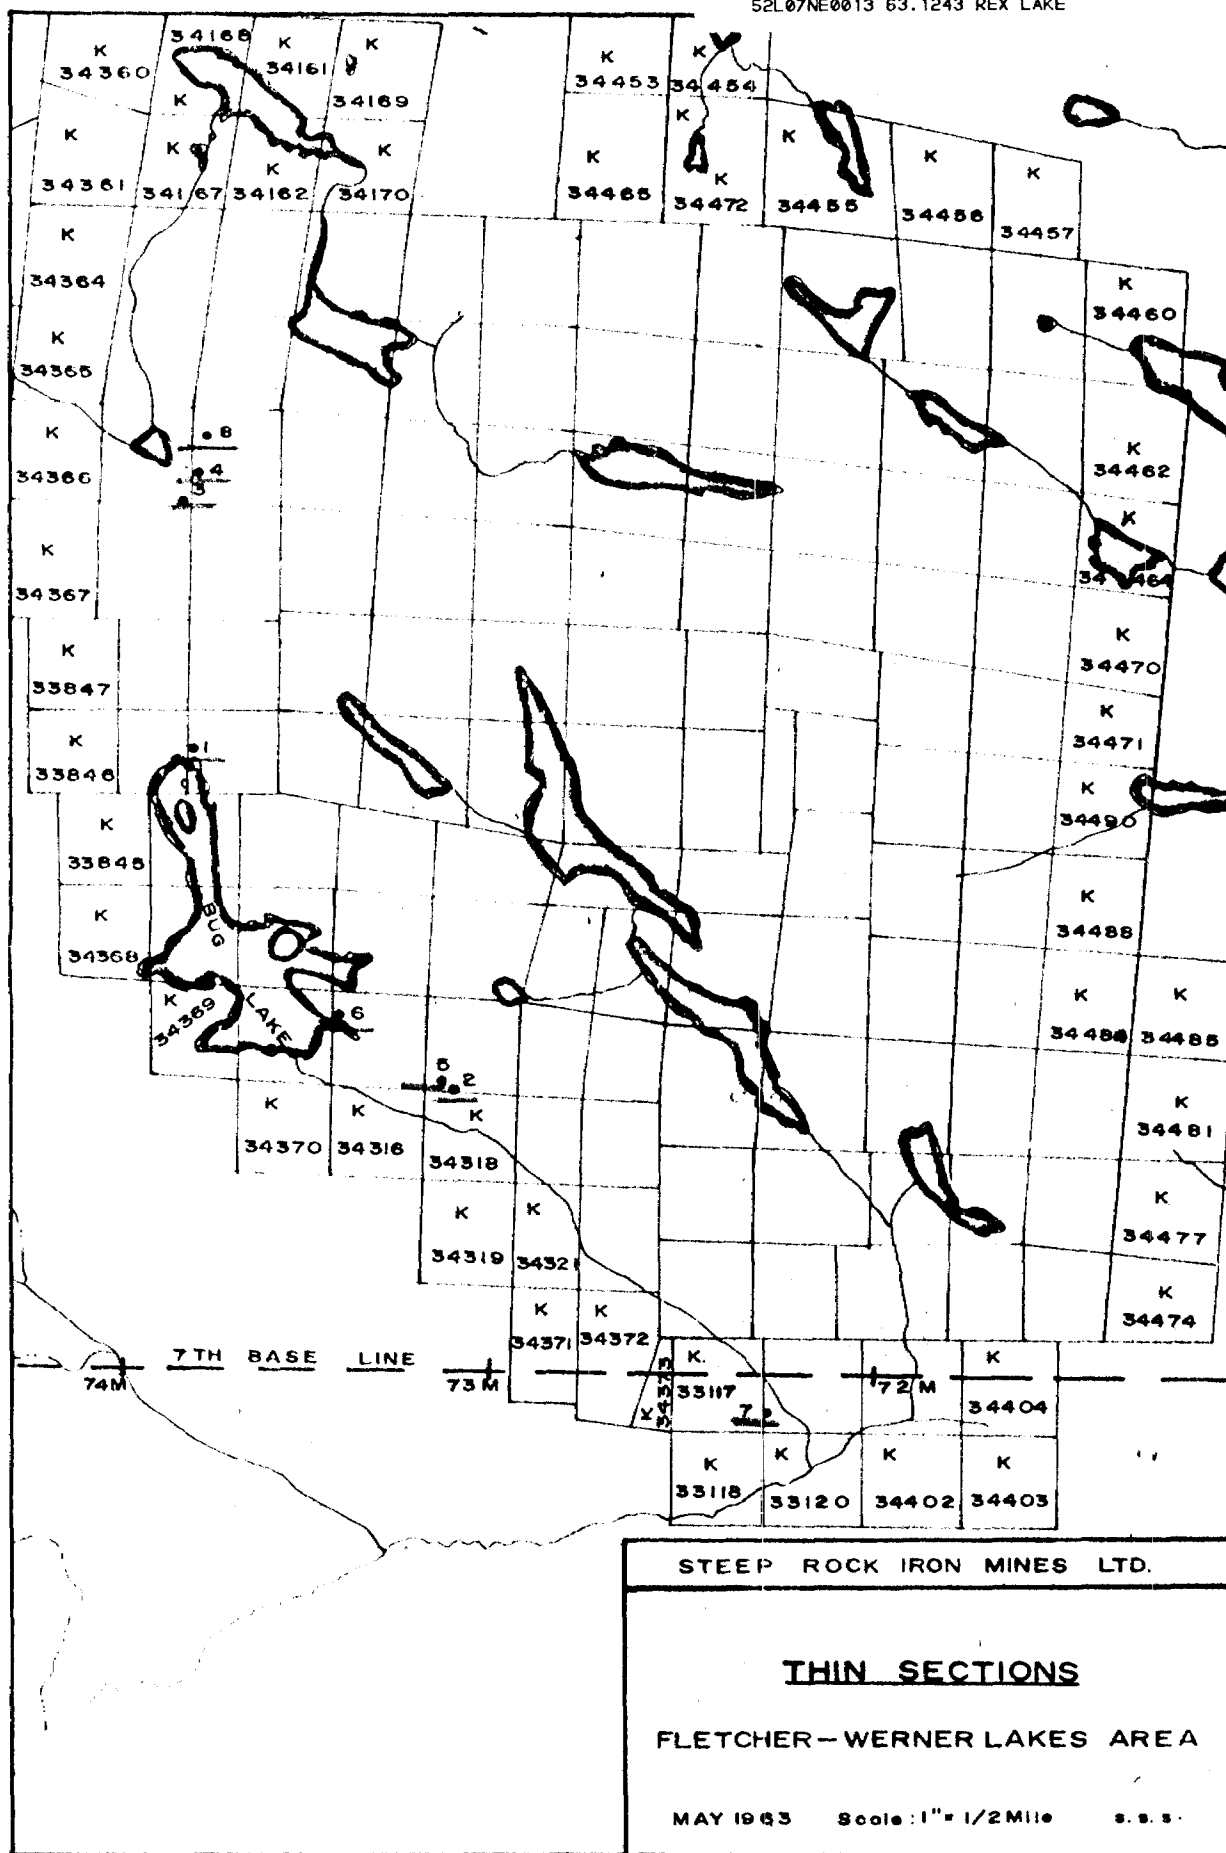 52L07NE0013 63.1243 REX LAKE
K 34360
34168
K 34161
K 34169
K
K 34361
K 34167
K 34162
K 34170
K 34453
K 34454
K
K 34465
K 34472
K 34455
K 34456
K 34457
K 34364
K 34365
K 34366
K 34367
8
4
3
K 34460
K 34462
K 34464
K 34470
K 34471
K 34490
K 34488
K 34484
K 34485
K 34481
K 34477
K 34474
K 33847
K 33846
K 33845
K 34368
1
BUG LAKE
K 34369
6
5
2
K 34370
K 34316
K 34318
K 34319
K 34321
K 34371
K 34372
K 34373
7TH BASE LINE
74M
73M
72M
K. 33117
7
K 34404
K 33118
K 33120
K 34402
K 34403
STEEP ROCK IRON MINES LTD.
THIN SECTIONS
FLETCHER-WERNER LAKES AREA
MAY 1963 Scale: 1"= 1/2 Mile s.s.s.